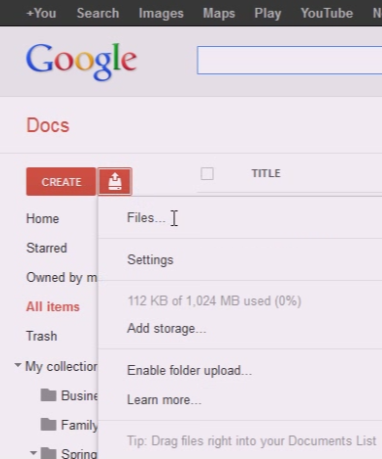 +You Search Images Maps Play YouTube
Google
Docs
CREATE
TITLE
Home
Files...
Starred
Settings
Owned by m
All items
112 KB of 1,024 MB used (0%)
Trash
Add storage...
My collection
Enable folder upload...
Busine
Learn more...
Family
Tip: Drag files right into your Documents List
Spring